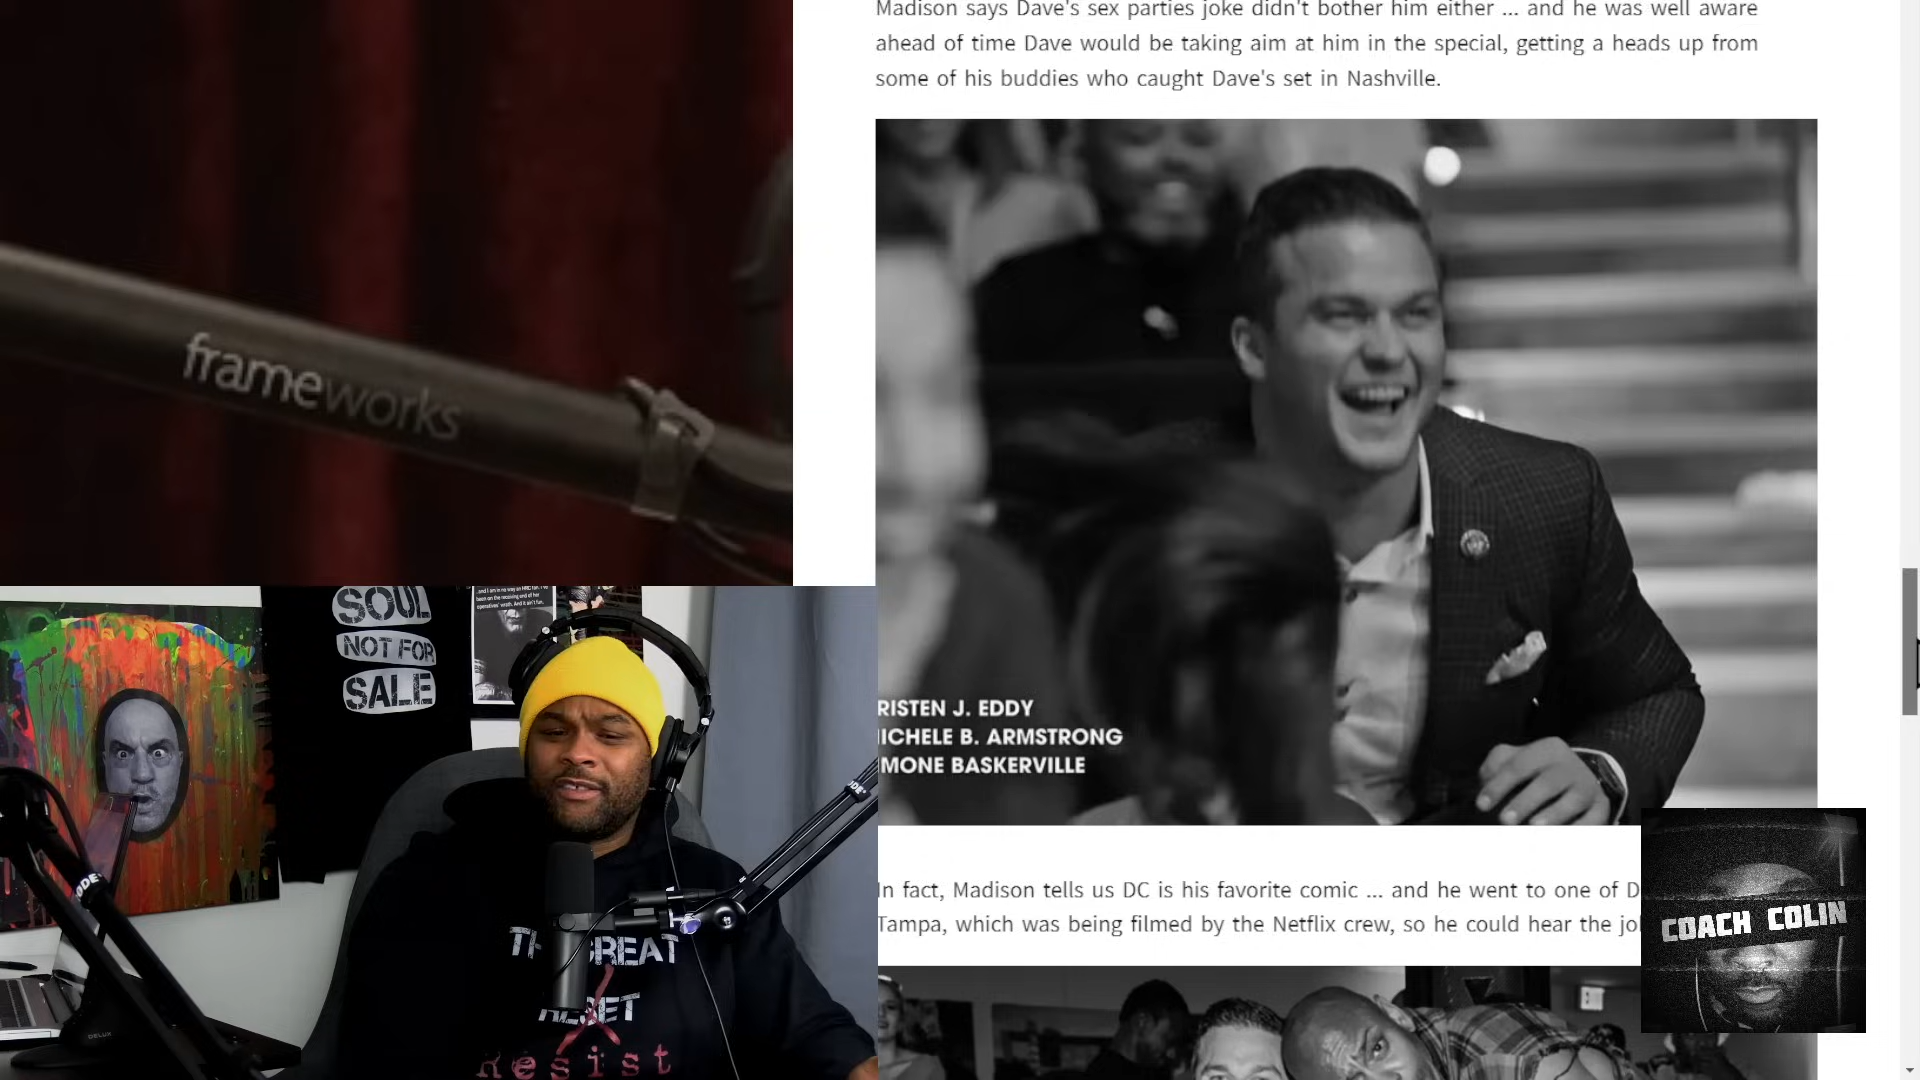 Madison says Dave's sex parties joke didn't bother him either ... and he was well aware
ahead of time Dave would be taking aim at him in the special, getting a heads up from
some of his buddies who caught Dave's set in Nashville.
frameworks
SOUL
NOT FOR
SALE
RISTEN J. EDDY
ICHELE B. ARMSTRONG
MONE BASKERVILLE
In fact, Madison tells us DC is his favorite comic ... and he went to one of D
Tampa, which was being filmed by the Netflix crew, so he could hear the jo
COACH COLIN
GREAT
Resist